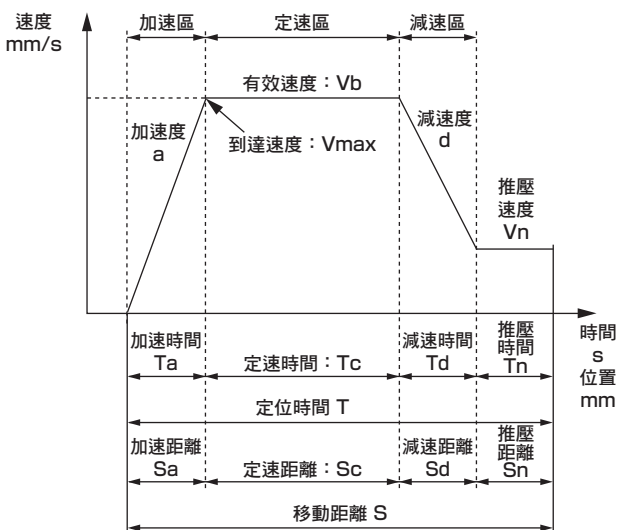 速度
mm/s
加速區
定速區
減速區
有效速度：Vb
加速度
a
到達速度：Vmax
減速度
d
推壓
速度
Vn
時間
s
位置
mm
加速時間
Ta
定速時間：Tc
減速時間
Td
推壓
時間
Tn
定位時間 T
加速距離
Sa
定速距離：Sc
減速距離
Sd
推壓
距離
Sn
移動距離 S